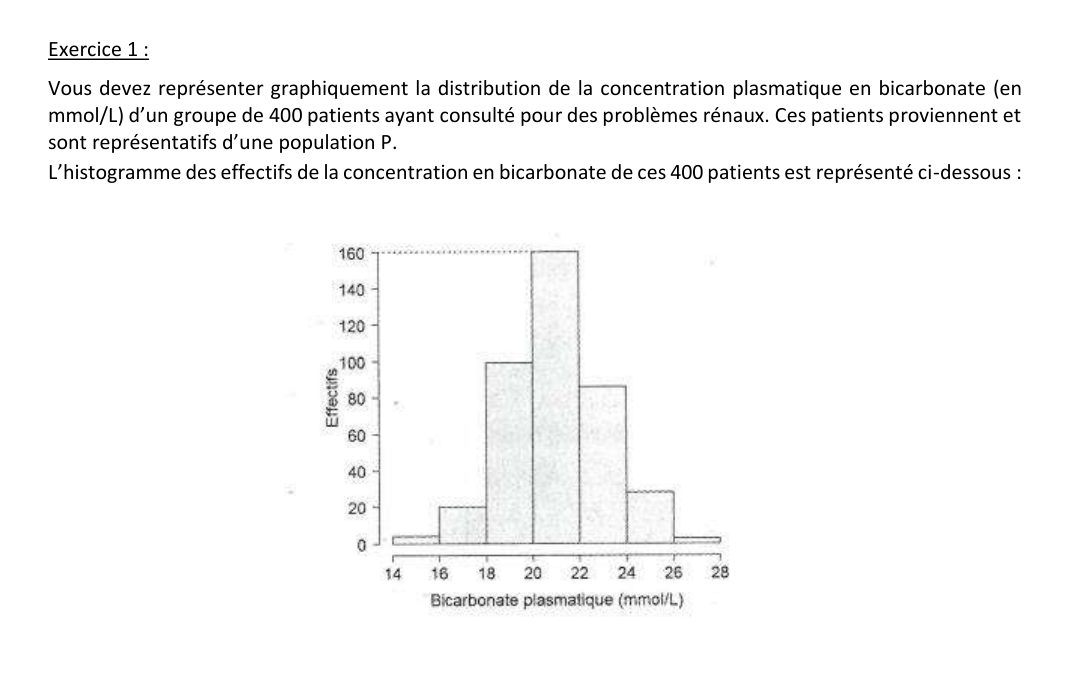 Exercice 1 :
Vous devez représenter graphiquement la distribution de la concentration plasmatique en bicarbonate (en
mmol/L) d’un groupe de 400 patients ayant consulté pour des problèmes rénaux. Ces patients proviennent et
sont représentatifs d’une population P.
L’histogramme des effectifs de la concentration en bicarbonate de ces 400 patients est représenté ci-dessous :
160
140
120
100
80
60
40
20
0
Effectifs
14 16 18 20 22 24 26 28
Bicarbonate plasmatique (mmol/L)